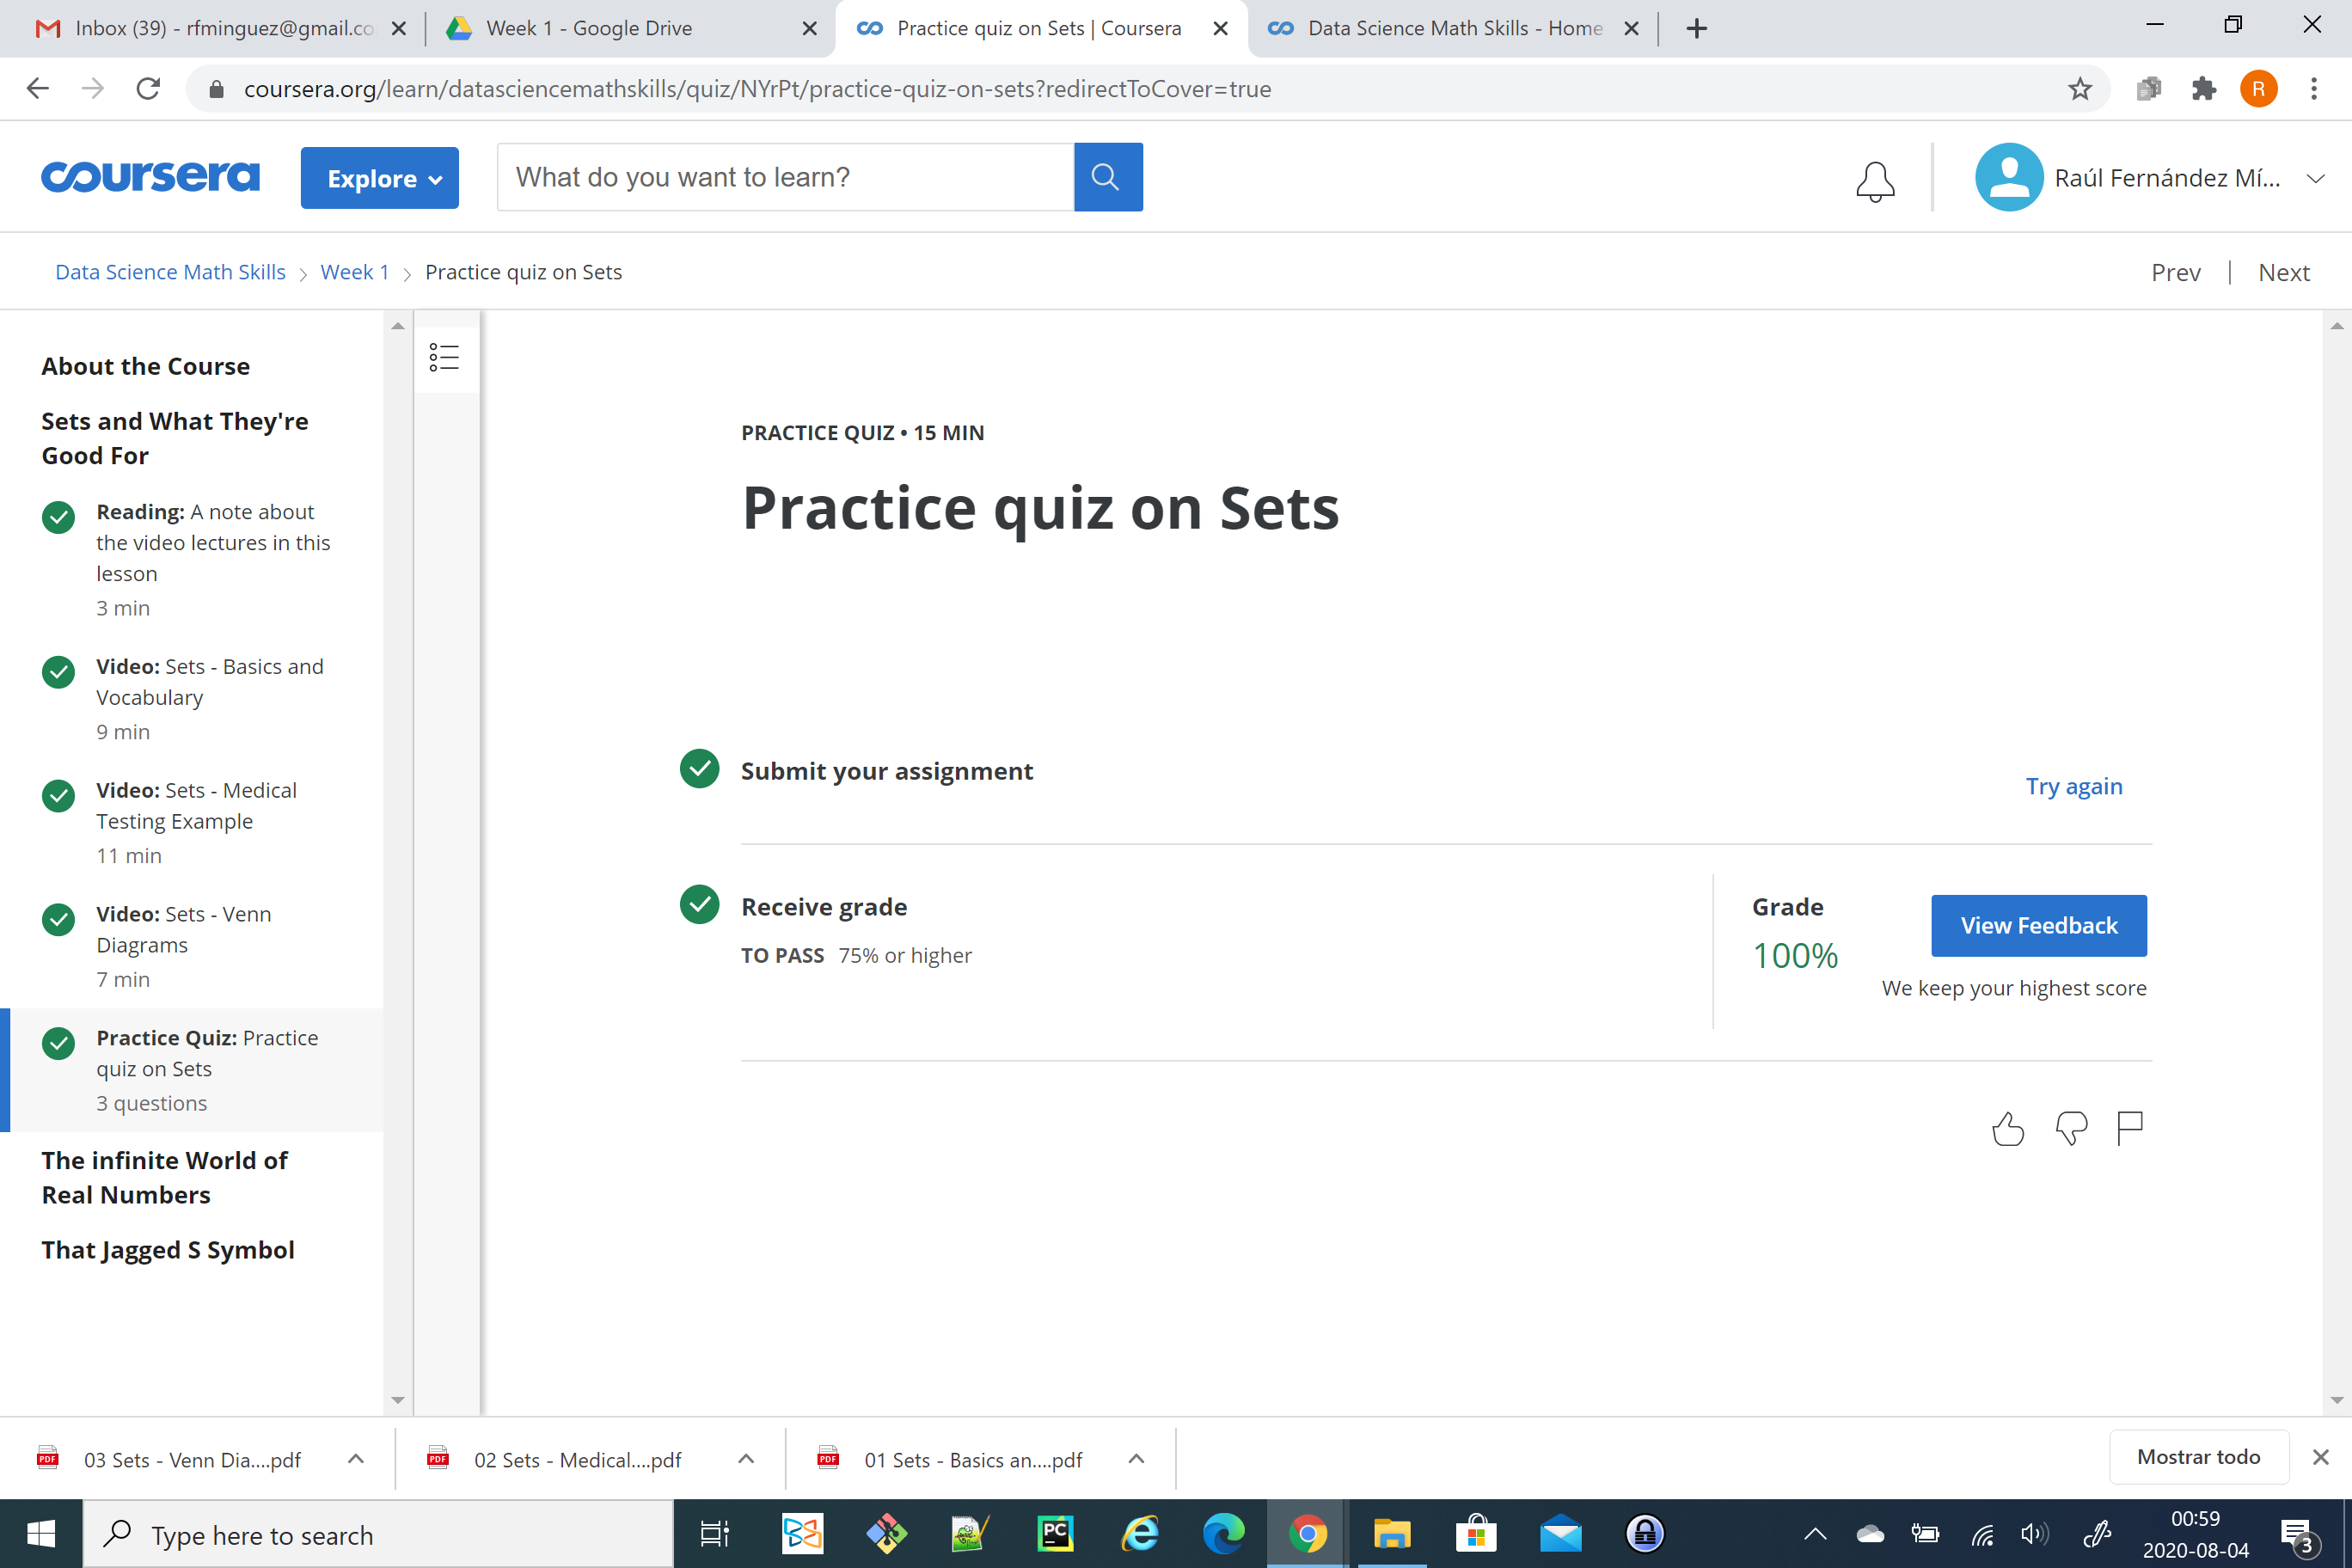 Inbox (39) - rfminguez@gmail.co
Week 1 - Google Drive
Practice quiz on Sets | Coursera
Data Science Math Skills - Home
coursera.org/learn/datasciencemathskills/quiz/NYrPt/practice-quiz-on-sets?redirectToCover=true
R
coursera
Explore
What do you want to learn?
Raúl Fernández Mí...
Data Science Math Skills
Week 1
Practice quiz on Sets
Prev
Next
About the Course
Sets and What They're
Good For
Reading: A note about
the video lectures in this
lesson
3 min
Video: Sets - Basics and
Vocabulary
9 min
Video: Sets - Medical
Testing Example
11 min
Video: Sets - Venn
Diagrams
7 min
Practice Quiz: Practice
quiz on Sets
3 questions
The infinite World of
Real Numbers
That Jagged S Symbol
PRACTICE QUIZ • 15 MIN
Practice quiz on Sets
Submit your assignment
Try again
Receive grade
TO PASS 75% or higher
Grade
100%
View Feedback
We keep your highest score
PDF
03 Sets - Venn Dia....pdf
PDF
02 Sets - Medical....pdf
PDF
01 Sets - Basics an....pdf
Mostrar todo
Type here to search
PC
00:59
2020-08-04
3